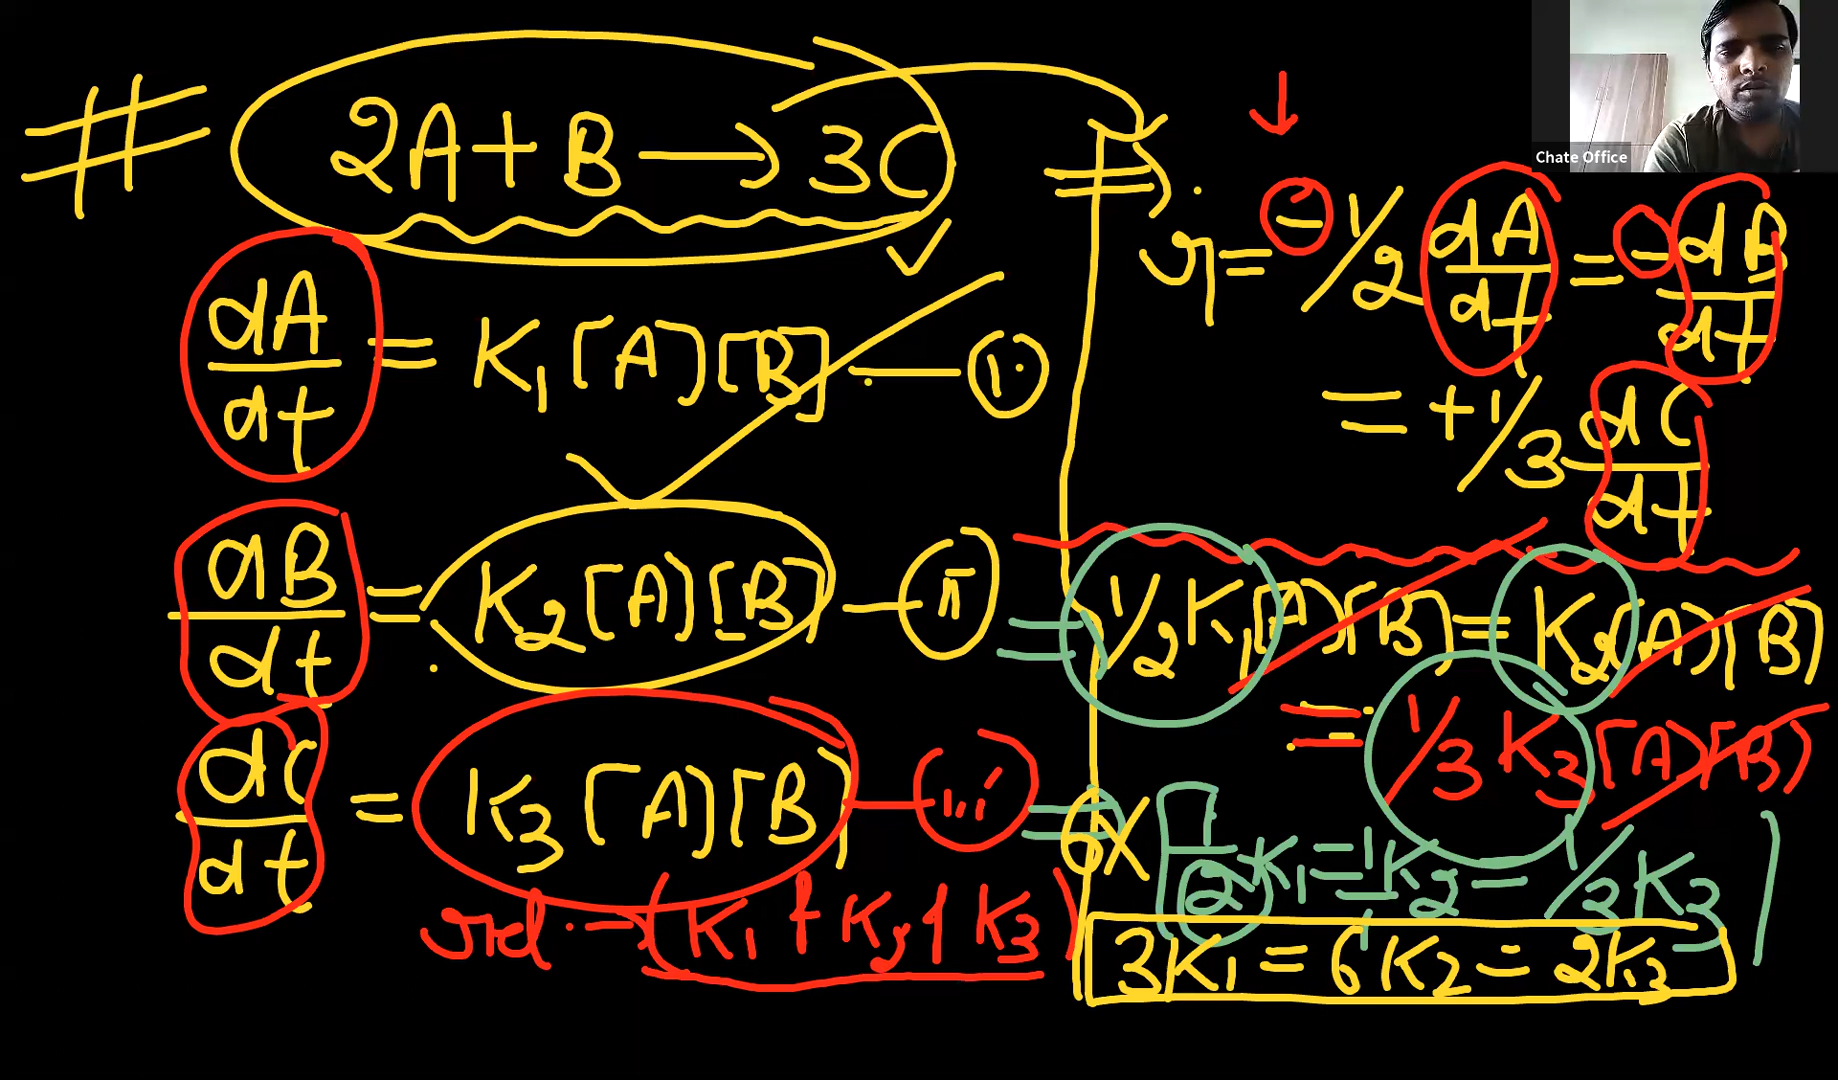 # 2A + B → 3C
dA/dt = K₁[A][B] — (i)
dB/dt = K₂[A][B] — (ii)
dC/dt = K₃[A][B] — (iii)
K₁ K₃
Chate Office
r = - 1/2 dA/dt = - dB/dt
= + 1/3 dC/dt
= 1/2 K₁[A][B] = K₂[A][B]
= 1/3 K₃[A][B]
6 × [1/2 K₁ = 1/1 K₂ = 1/3 K₃]
3K₁ = 6K₂ = 2K₃